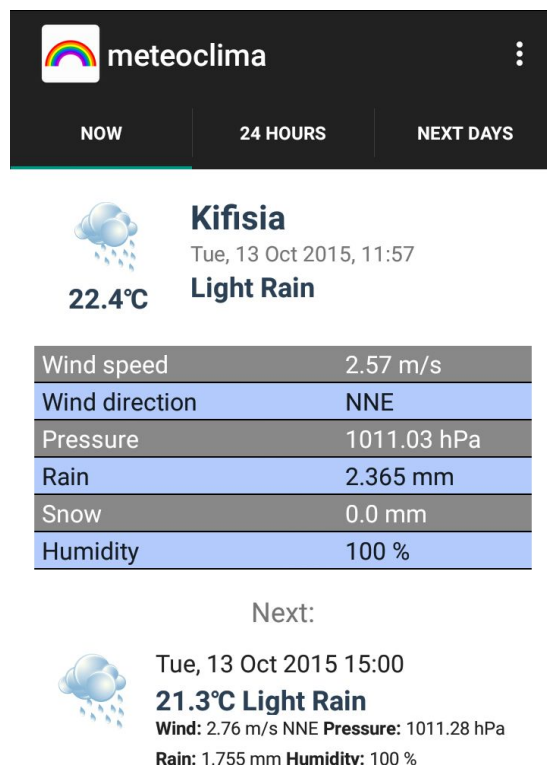 meteoclima
NOW 24 HOURS NEXT DAYS
Kifisia
Tue, 13 Oct 2015, 11:57
Light Rain
22.4℃
Wind speed 2.57 m/s
Wind direction NNE
Pressure 1011.03 hPa
Rain 2.365 mm
Snow 0.0 mm
Humidity 100 %
Next:
Tue, 13 Oct 2015 15:00
21.3℃ Light Rain
Wind: 2.76 m/s NNE Pressure: 1011.28 hPa
Rain: 1.755 mm Humidity: 100 %